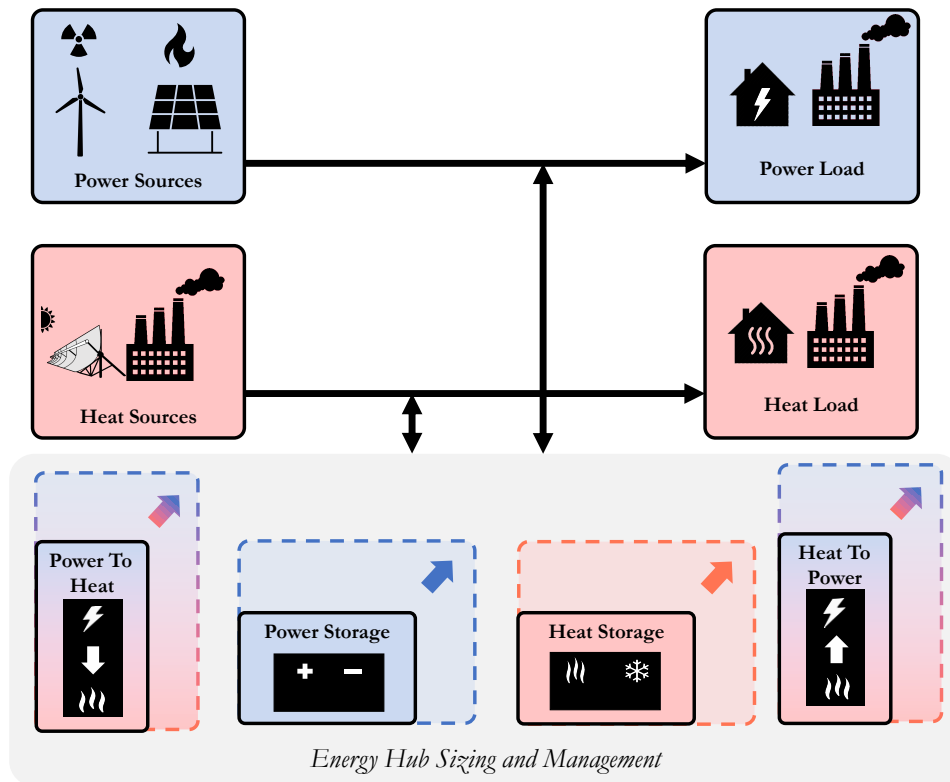 Power Sources
Power Load
Heat Sources
Heat Load
Power To
Heat
Power Storage
Heat Storage
Heat To
Power
Energy Hub Sizing and Management